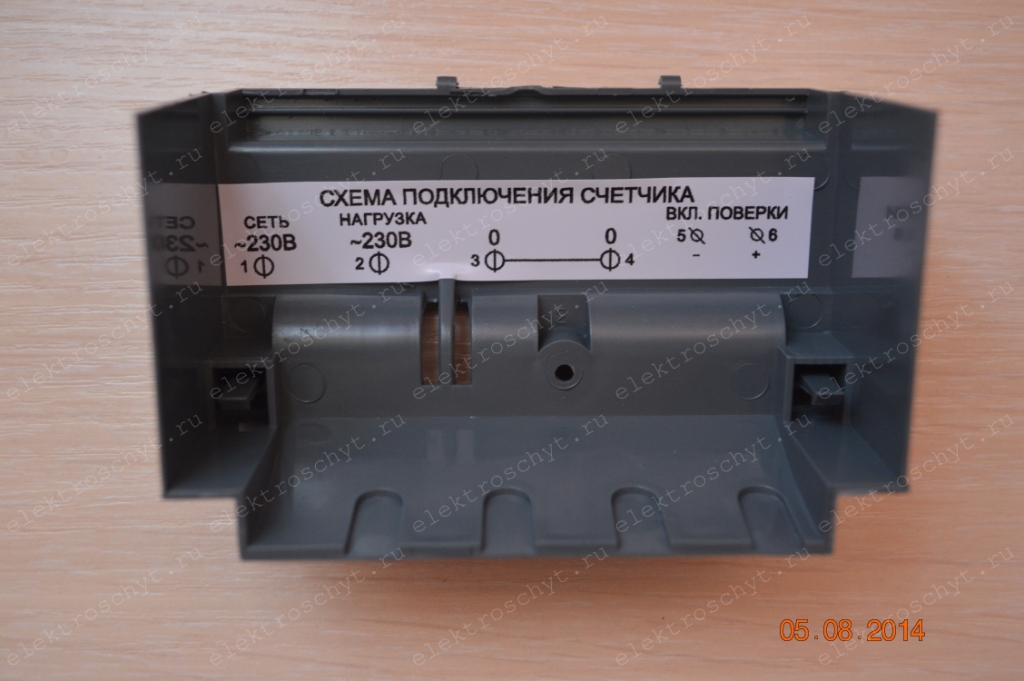 СХЕМА ПОДКЛЮЧЕНИЯ СЧЕТЧИКА
СЕТЬ НАГРУЗКА ВКЛ. ПОВЕРКИ
~230В ~230В 0 0 5 6
1 2 3 4 − +
05.08.2014
elektroschyt.ru